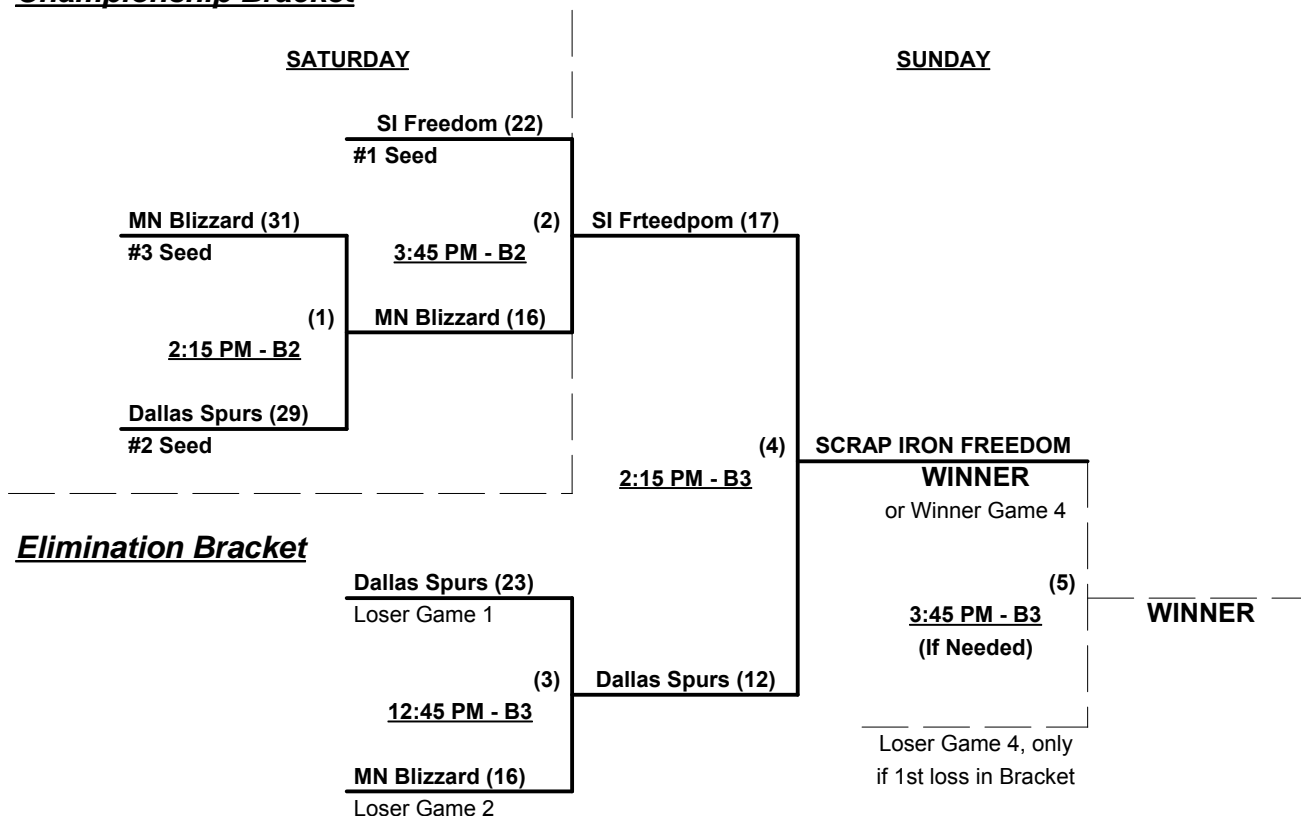 Championship Bracket
SATURDAY
SUNDAY
SI Freedom (22)
#1 Seed
MN Blizzard (31)
(2)
SI Frteedpom (17)
#3 Seed
3:45 PM - B2
(1)
MN Blizzard (16)
2:15 PM - B2
Dallas Spurs (29)
#2 Seed
(4)
SCRAP IRON FREEDOM
2:15 PM - B3
WINNER
or Winner Game 4
Elimination Bracket
Dallas Spurs (23)
Loser Game 1
(5)
3:45 PM - B3
WINNER
(If Needed)
(3)
Dallas Spurs (12)
12:45 PM - B3
Loser Game 4, only
if 1st loss in Bracket
MN Blizzard (16)
Loser Game 2